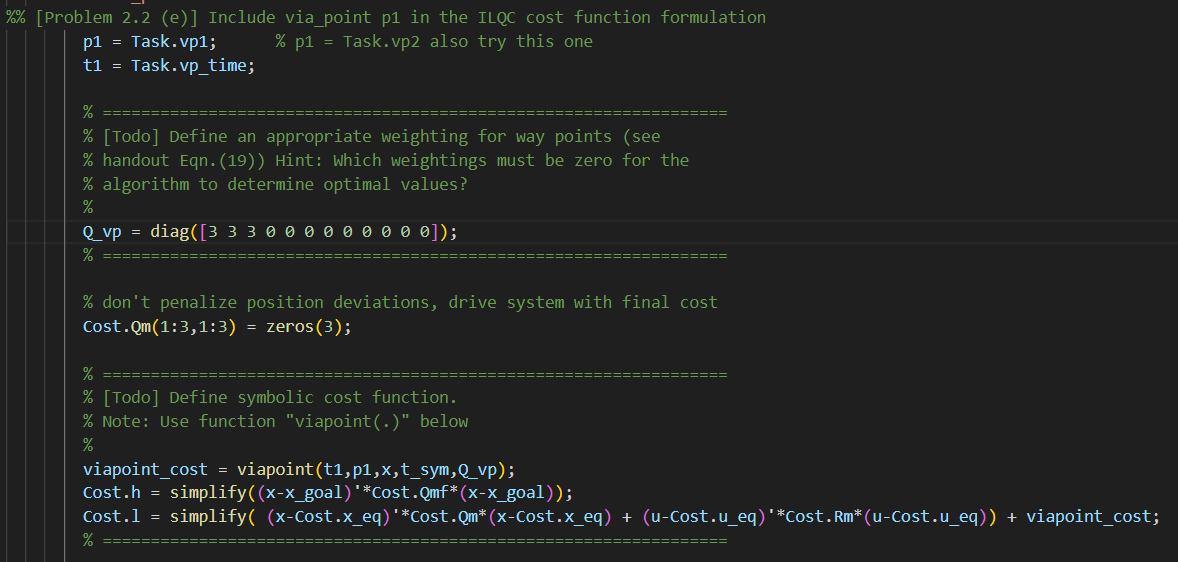 %% [Problem 2.2 (e)] Include via_point p1 in the ILQC cost function formulation
p1 = Task.vp1;      % p1 = Task.vp2 also try this one
t1 = Task.vp_time;
% =================================================================
% [Todo] Define an appropriate weighting for way points (see
% handout Eqn.(19)) Hint: Which weightings must be zero for the
% algorithm to determine optimal values?
%
Q_vp = diag([3 3 3 0 0 0 0 0 0 0 0 0]);
% =================================================================
% don't penalize position deviations, drive system with final cost
Cost.Qm(1:3,1:3) = zeros(3);
% =================================================================
% [Todo] Define symbolic cost function.
% Note: Use function "viapoint(.)" below
%
viapoint_cost = viapoint(t1,p1,x,t_sym,Q_vp);
Cost.h = simplify((x-x_goal)'*Cost.Qmf*(x-x_goal));
Cost.l = simplify( (x-Cost.x_eq)'*Cost.Qm*(x-Cost.x_eq) + (u-Cost.u_eq)'*Cost.Rm*(u-Cost.u_eq)) + viapoint_cost;
% =================================================================